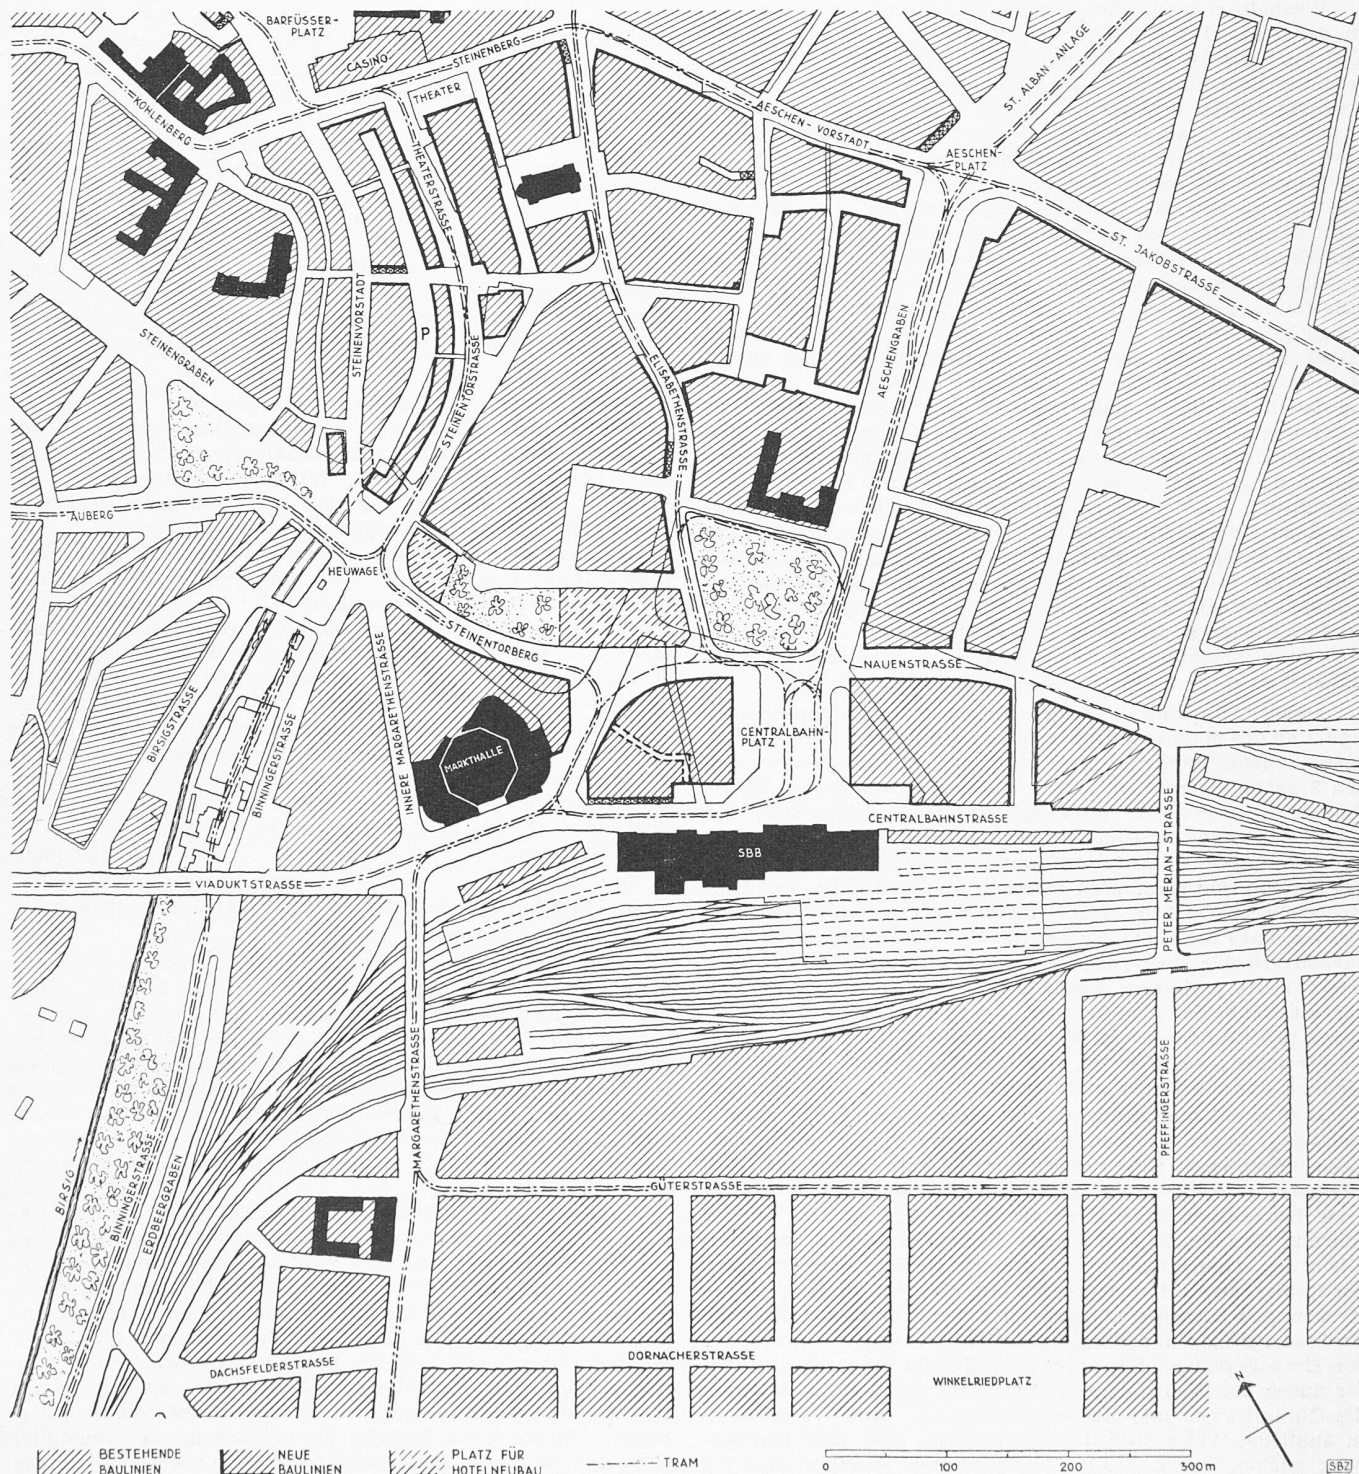 BARFÜSSER-
PLATZ
CASINO
STEINENBERG
THEATER
KOHLENBERG
ST. ALBAN-ANLAGE
AESCHEN-VORSTADT
AESCHEN-
PLATZ
THEATERSTRASSE
ST. JAKOBSTRASSE
STEINENVORSTADT
P
STEINENGRABEN
STEINENTORSTRASSE
ELISABETHENSTRASSE
AESCHENGRABEN
AUBERG
HEUWAGE
STEINENTORBERG
NAUENSTRASSE
BIRSIGSTRASSE
BINNINGERSTRASSE
INNERE MARGARETHENSTRASSE
MARKTHALLE
CENTRALBAHN-
PLATZ
CENTRALBAHNSTRASSE
SBB
PETER MERIAN-STRASSE
VIADUKTSTRASSE
MARGARETHENSTRASSE
PFEFFINGERSTRASSE
BIRSIG
BINNINGERSTRASSE
ERDBEERGRABEN
GÜTERSTRASSE
DACHSFELDERSTRASSE
DORNACHERSTRASSE
WINKELRIEDPLATZ
N
BESTEHENDE
BAULINIEN
NEUE
BAULINIEN
PLATZ FÜR
HOTELNEUBAU
TRAM
0 100 200 300m
SBZ